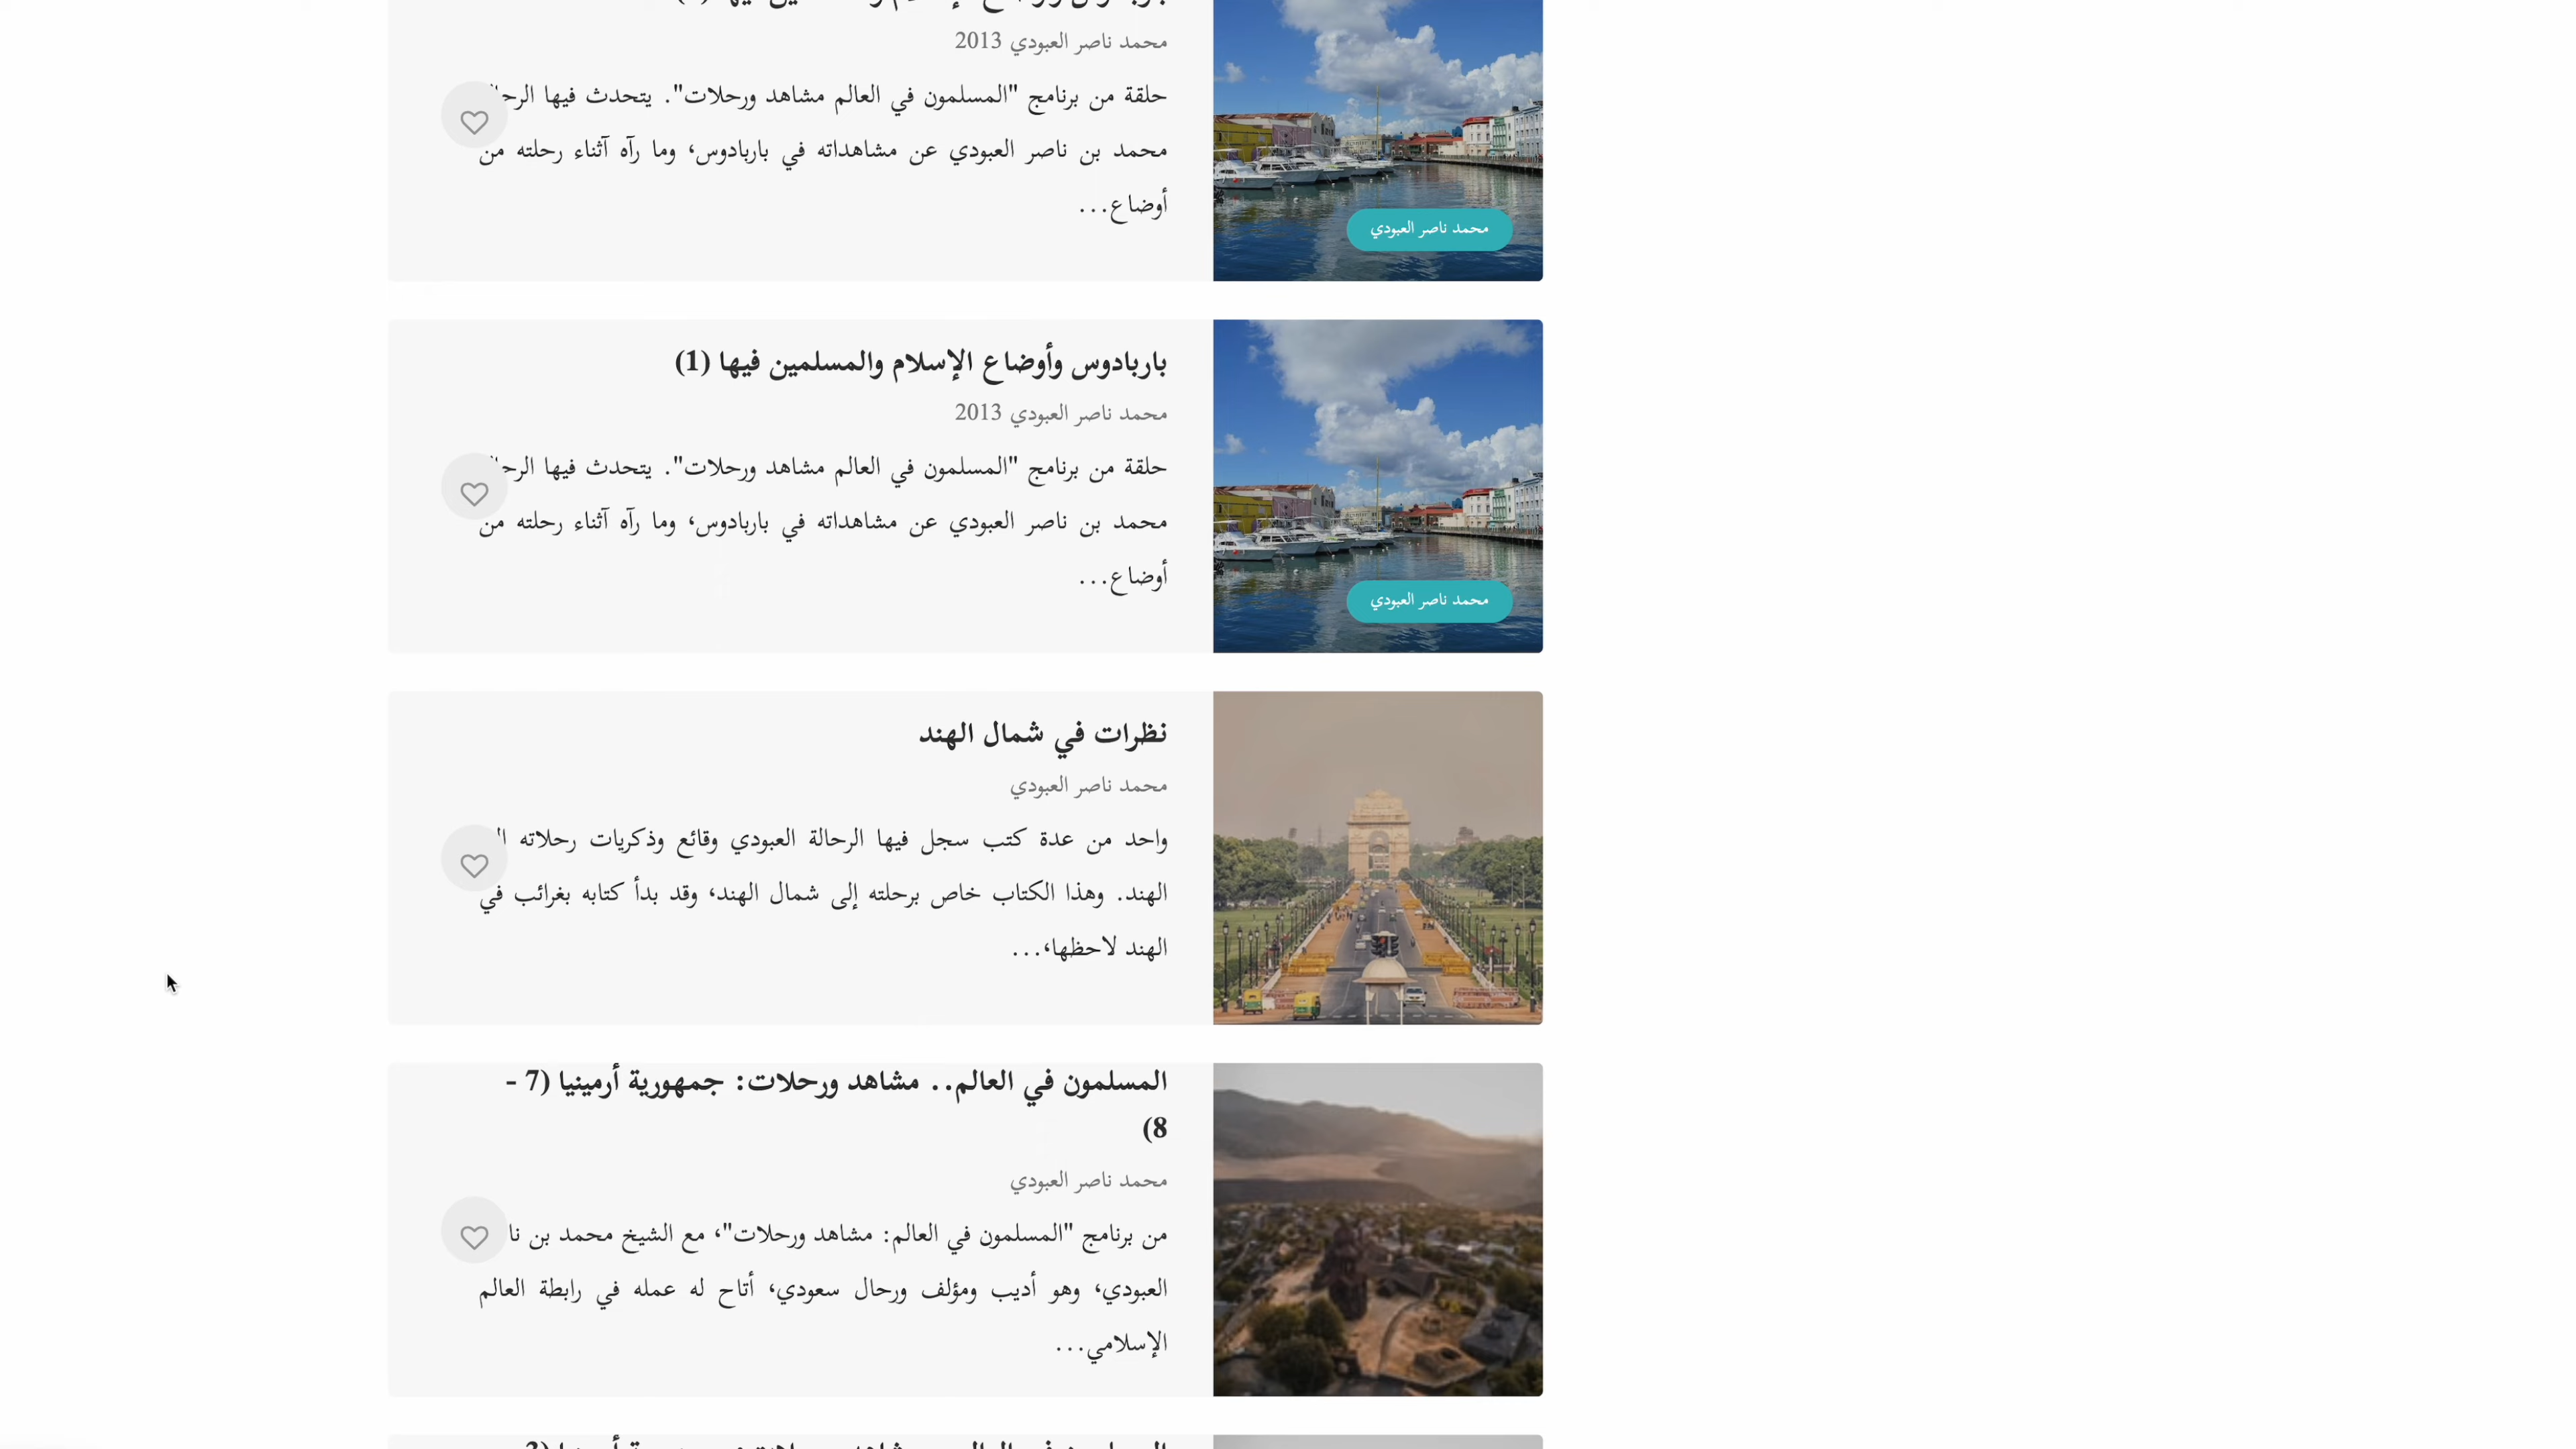 محمد ناصر العبودي 2013
حلقة من برنامج "المسلمون في العالم مشاهد ورحلات". يتحدث فيها
محمد بن ناصر العبودي عن مشاهداته في باربادوس، وما رآه آثناء رحلته من
أوضاع...
محمد ناصر العبودي
باربادوس وأوضاع الإسلام والمسلمين فيها (1)
محمد ناصر العبودي 2013
حلقة من برنامج "المسلمون في العالم مشاهد ورحلات". يتحدث فيها
محمد بن ناصر العبودي عن مشاهداته في باربادوس، وما رآه آثناء رحلته من
أوضاع...
محمد ناصر العبودي
نظرات في شمال الهند
محمد ناصر العبودي
واحد من عدة كتب سجل فيها الرحالة العبودي وقائع وذكريات رحلاته
الهند. وهذا الكتاب خاص برحلته إلى شمال الهند، وقد بدأ كتابه بغرائب في
الهند لاحظها،...
المسلمون في العالم.. مشاهد ورحلات: جمهورية أرمينيا (7 -
8)
محمد ناصر العبودي
من برنامج "المسلمون في العالم: مشاهد ورحلات"، مع الشيخ محمد بن
العبودي، وهو أديب ومؤلف ورحال سعودي، أتاح له عمله في رابطة العالم
الإسلامي...